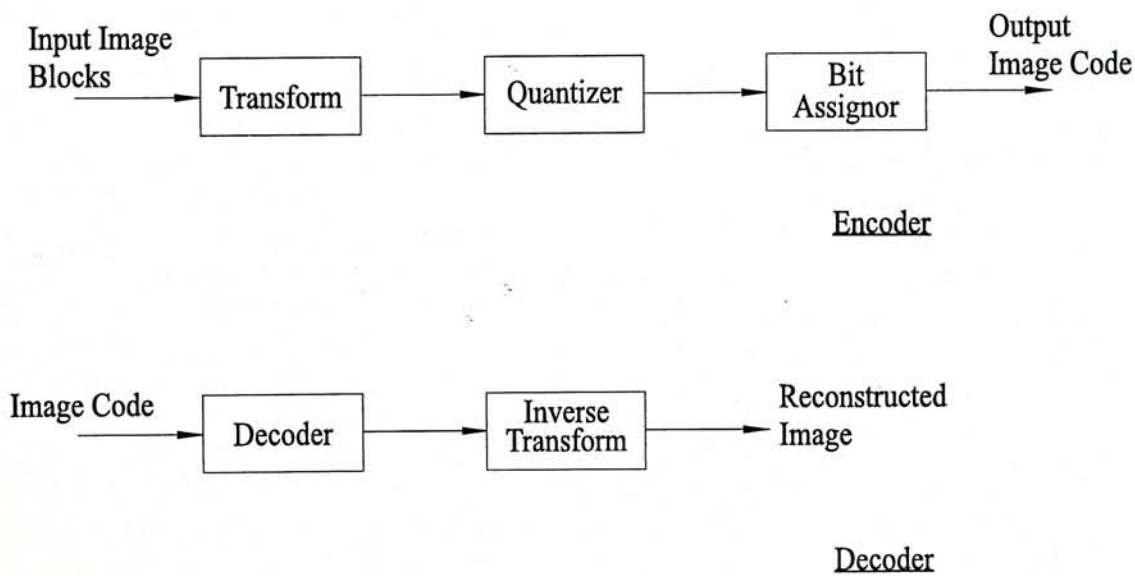 Input Image
Blocks
Transform
Quantizer
Bit
Assignor
Output
Image Code
Encoder
Image Code
Decoder
Inverse
Transform
Reconstructed
Image
Decoder